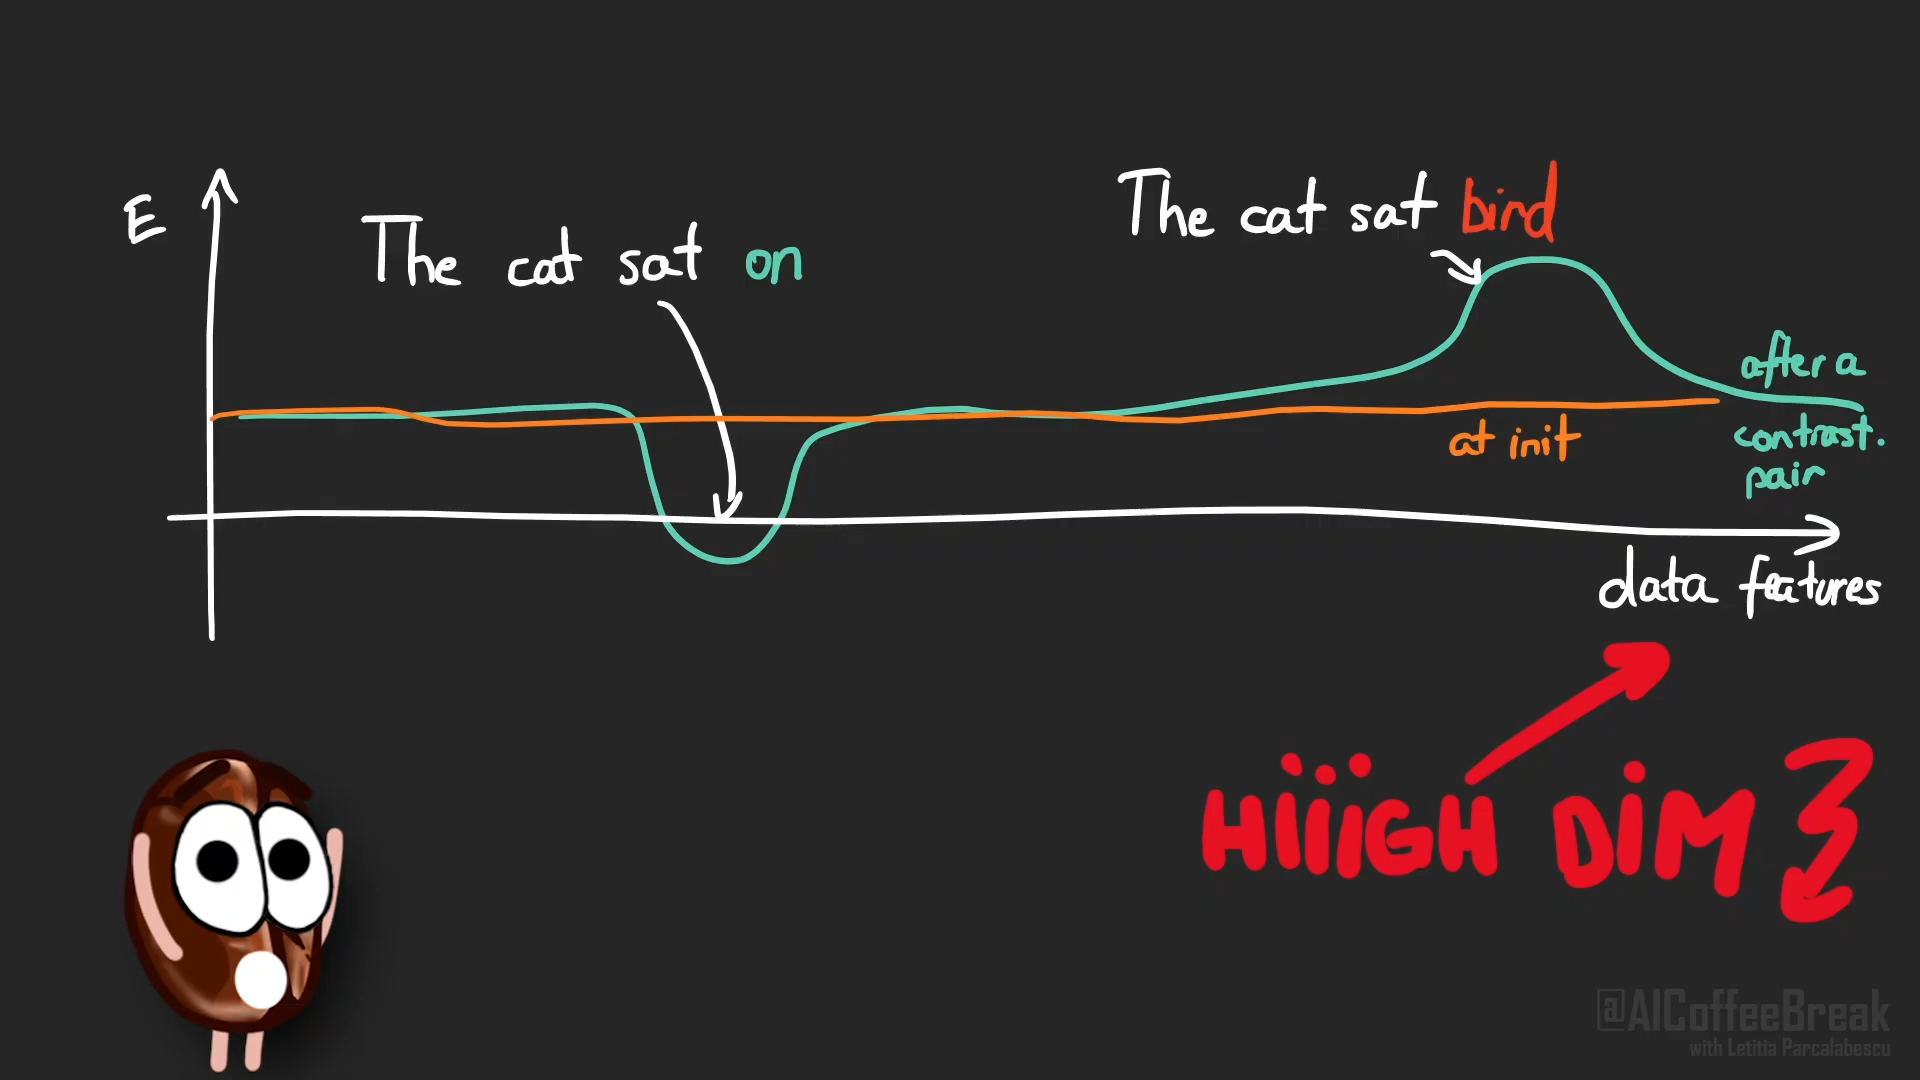 E
The cat sat on
The cat sat bird
after a
contrast.
pair
at init
data features
HiiiGH DiM
@AICoffeeBreak
with Letitia Parcalabescu